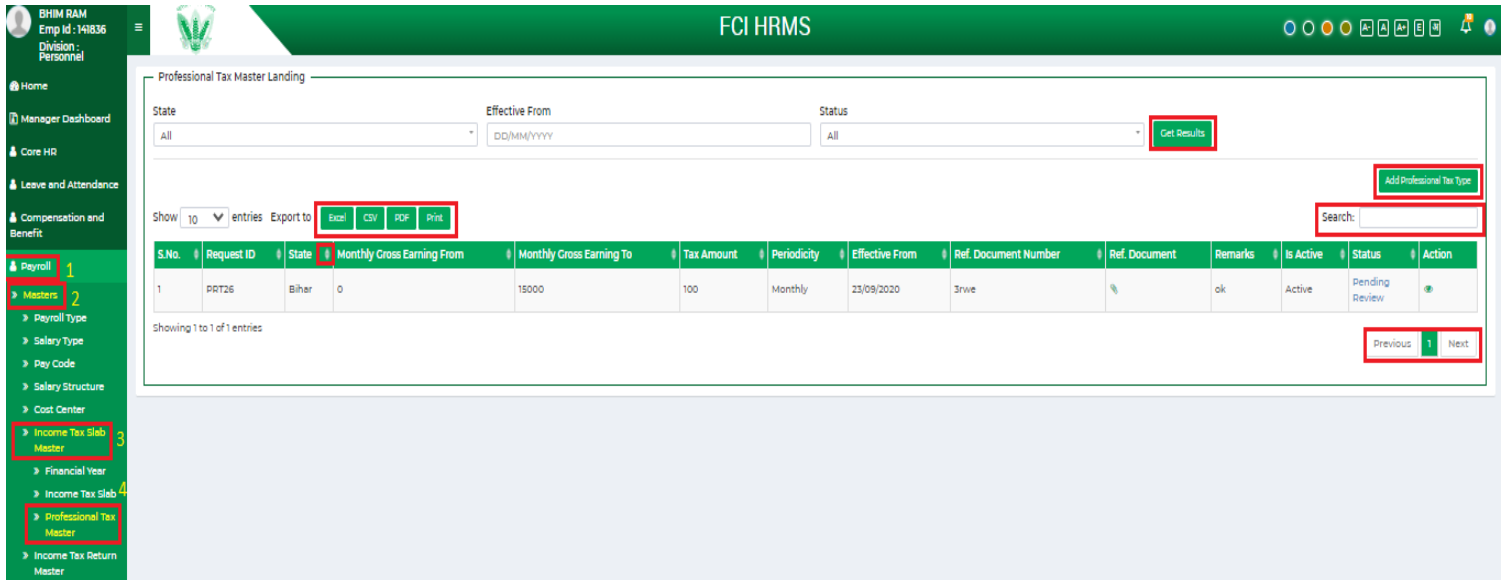 BHIM RAM
Emp Id : 141836
Division :
Personnel
FCI HRMS
A- A A+ E अ
Home
Manager Dashboard
Core HR
Leave and Attendance
Compensation and
Benefit
Payroll 1
Masters 2
Payroll Type
Salary Type
Pay Code
Salary Structure
Cost Center
Income Tax Slab
Master 3
Financial Year
Income Tax Slab 4
Professional Tax
Master
Income Tax Return
Master
Professional Tax Master Landing
State Effective From Status
All DD/MM/YYYY All Get Results
Add Professional Tax Type
Show 10 entries Export to Excel CSV PDF Print Search:
S.No. Request ID State Monthly Gross Earning From Monthly Gross Earning To Tax Amount Periodicity Effective From Ref. Document Number Ref. Document Remarks Is Active Status Action
1 PRT26 Bihar 0 15000 100 Monthly 23/09/2020 3rwe ok Active Pending
Review
Showing 1 to 1 of 1 entries
Previous 1 Next